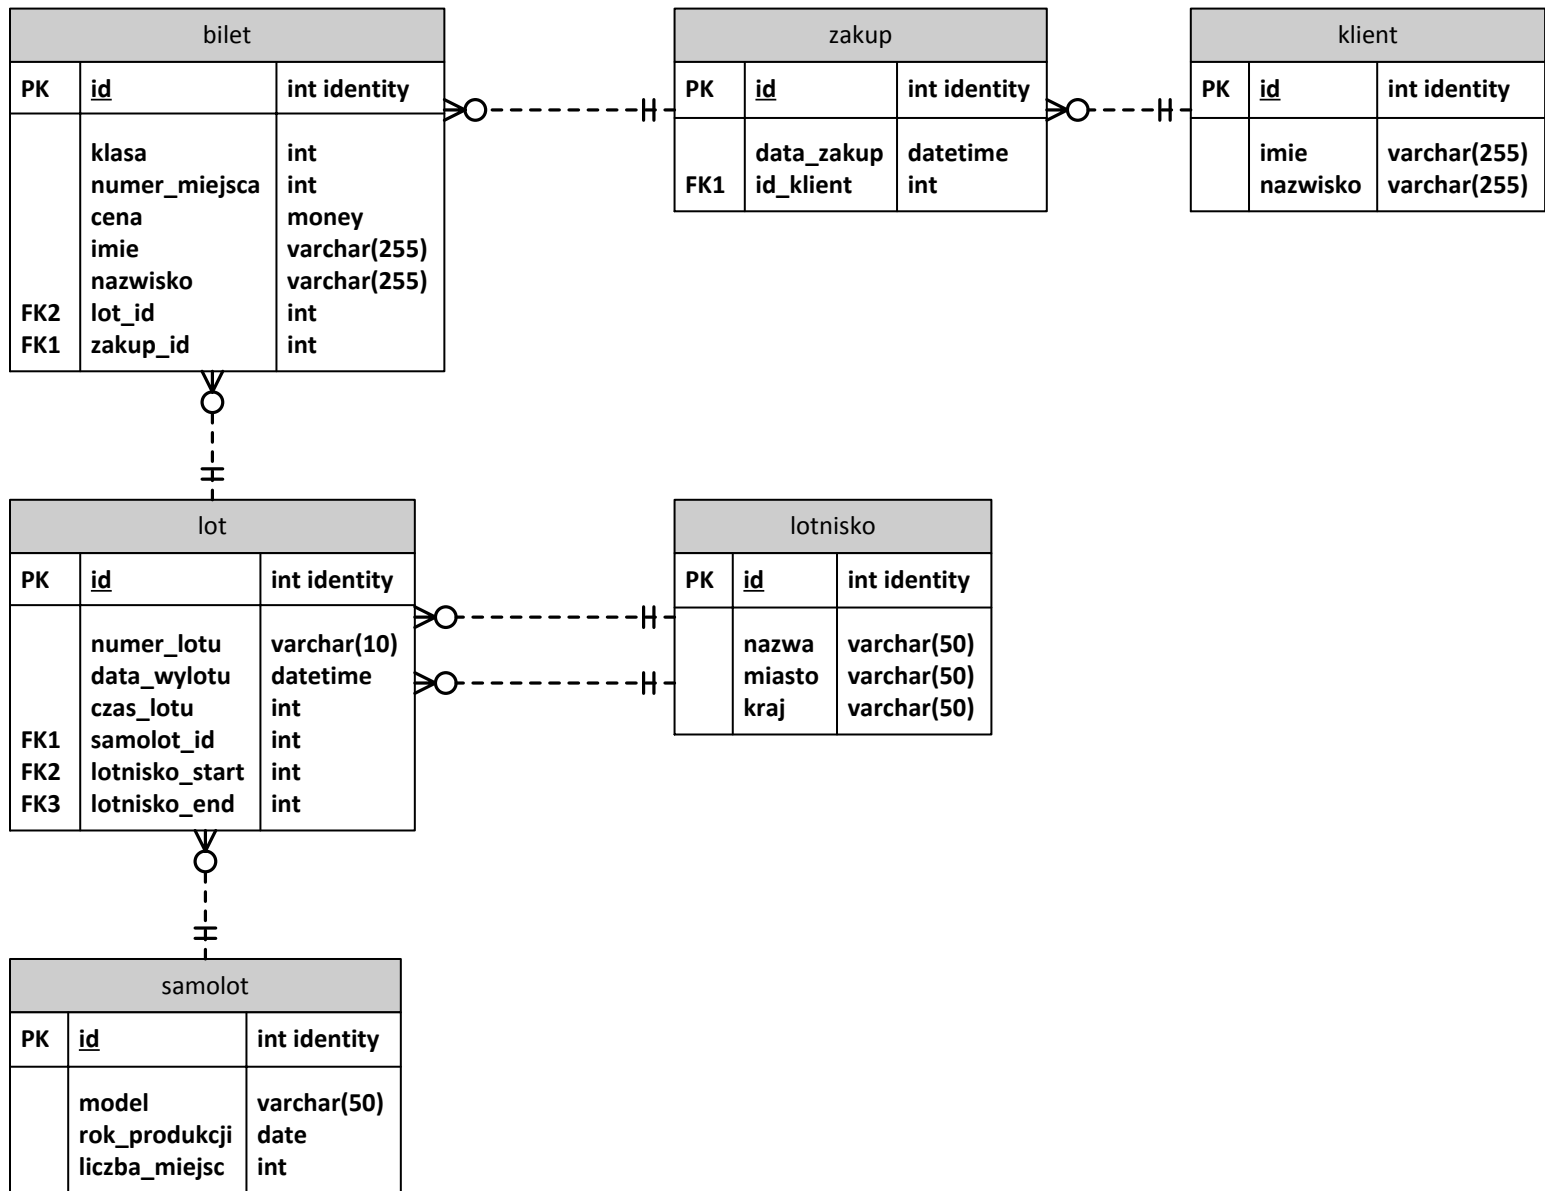 bilet
PK id int identity
klasa int
numer_miejsca int
cena money
imie varchar(255)
nazwisko varchar(255)
FK2 lot_id int
FK1 zakup_id int
zakup
PK id int identity
data_zakup datetime
FK1 id_klient int
klient
PK id int identity
imie varchar(255)
nazwisko varchar(255)
lot
PK id int identity
numer_lotu varchar(10)
data_wylotu datetime
czas_lotu int
FK1 samolot_id int
FK2 lotnisko_start int
FK3 lotnisko_end int
lotnisko
PK id int identity
nazwa varchar(50)
miasto varchar(50)
kraj varchar(50)
samolot
PK id int identity
model varchar(50)
rok_produkcji date
liczba_miejsc int